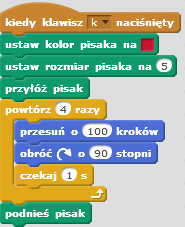 kiedy klawisz k naciśnięty
ustaw kolor pisaka na
ustaw rozmiar pisaka na 5
przyłóż pisak
powtórz 4 razy
przesuń o 100 kroków
obróć o 90 stopni
czekaj 1 s
podnieś pisak